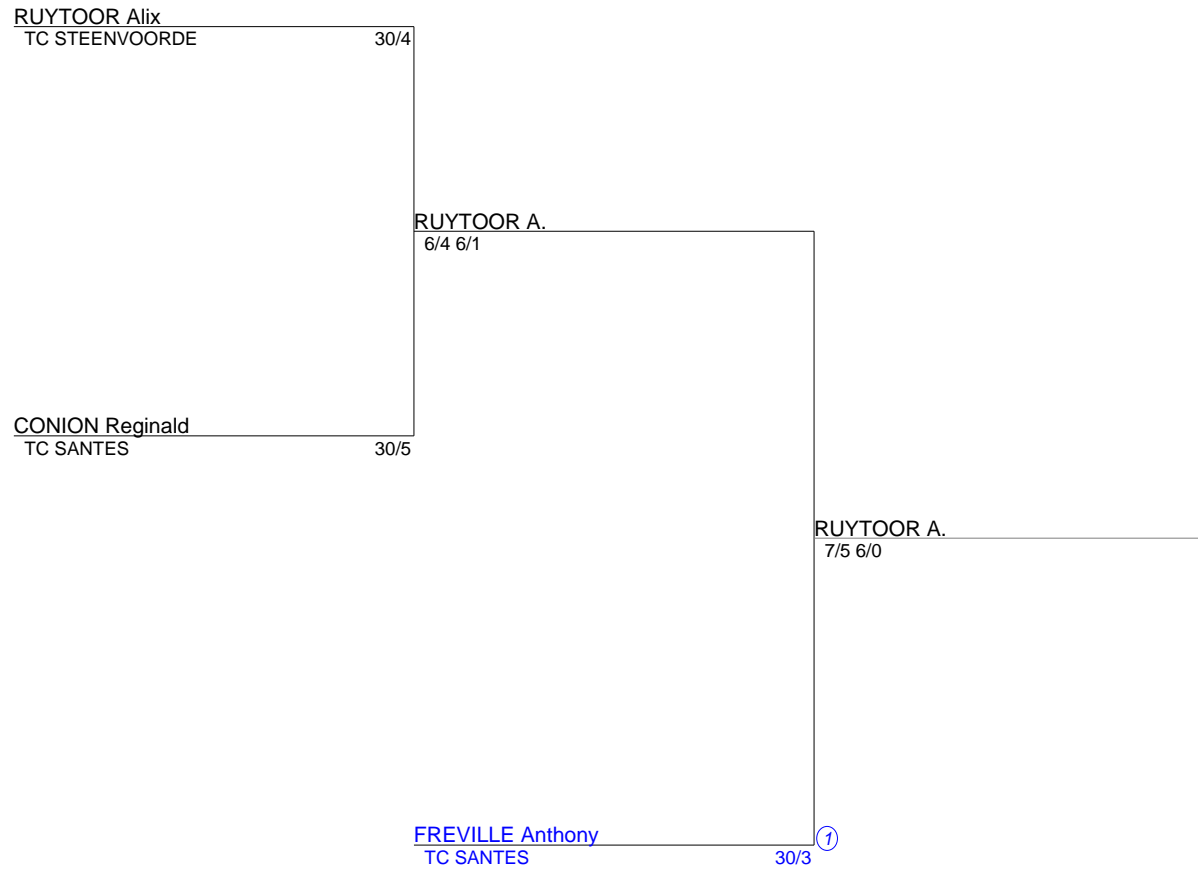 RUYTOOR Alix
TC STEENVOORDE 30/4
RUYTOOR A.
6/4 6/1
CONION Reginald
TC SANTES 30/5
RUYTOOR A.
7/5 6/0
FREVILLE Anthony 1
TC SANTES 30/3